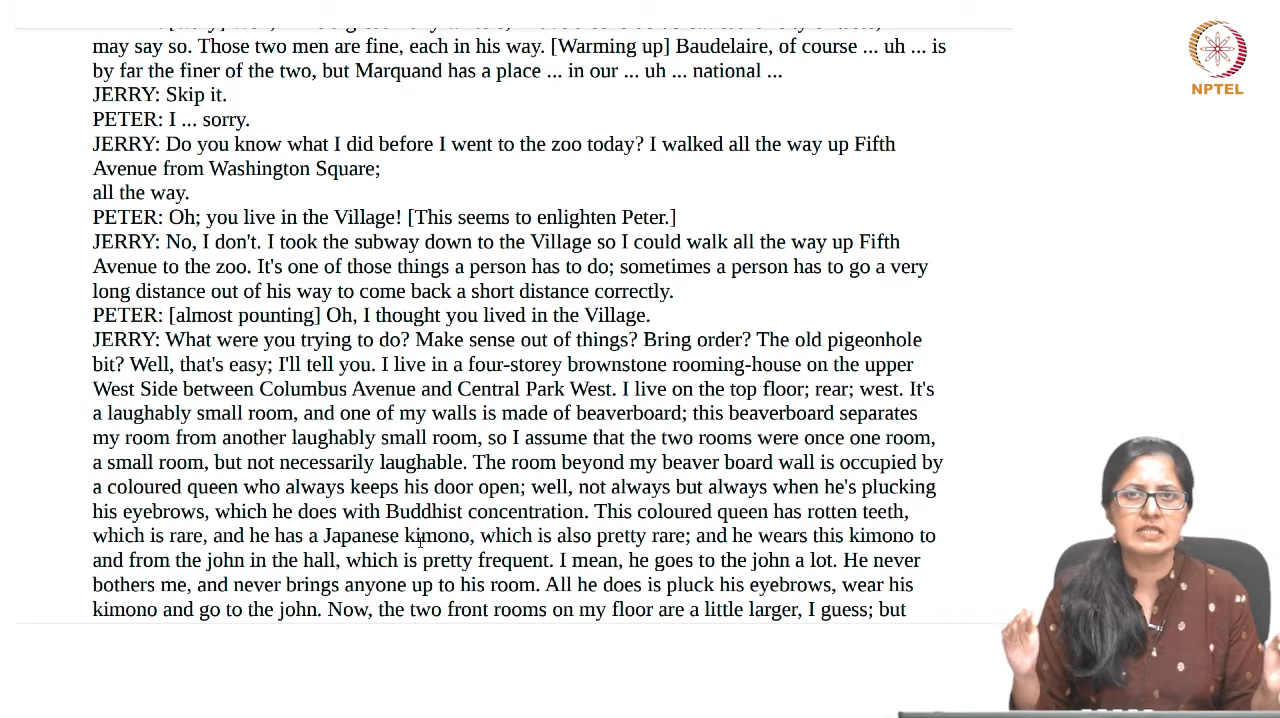 may say so. Those two men are fine, each in his way. [Warming up] Baudelaire, of course ... uh ... is
by far the finer of the two, but Marquand has a place ... in our ... uh ... national ...
JERRY: Skip it.
PETER: I ... sorry.
JERRY: Do you know what I did before I went to the zoo today? I walked all the way up Fifth
Avenue from Washington Square;
all the way.
PETER: Oh; you live in the Village! [This seems to enlighten Peter.]
JERRY: No, I don't. I took the subway down to the Village so I could walk all the way up Fifth
Avenue to the zoo. It's one of those things a person has to do; sometimes a person has to go a very
long distance out of his way to come back a short distance correctly.
PETER: [almost pounting] Oh, I thought you lived in the Village.
JERRY: What were you trying to do? Make sense out of things? Bring order? The old pigeonhole
bit? Well, that's easy; I'll tell you. I live in a four-storey brownstone rooming-house on the upper
West Side between Columbus Avenue and Central Park West. I live on the top floor; rear; west. It's
a laughably small room, and one of my walls is made of beaverboard; this beaverboard separates
my room from another laughably small room, so I assume that the two rooms were once one room,
a small room, but not necessarily laughable. The room beyond my beaver board wall is occupied by
a coloured queen who always keeps his door open; well, not always but always when he's plucking
his eyebrows, which he does with Buddhist concentration. This coloured queen has rotten teeth,
which is rare, and he has a Japanese kimono, which is also pretty rare; and he wears this kimono to
and from the john in the hall, which is pretty frequent. I mean, he goes to the john a lot. He never
bothers me, and never brings anyone up to his room. All he does is pluck his eyebrows, wear his
kimono and go to the john. Now, the two front rooms on my floor are a little larger, I guess; but
NPTEL